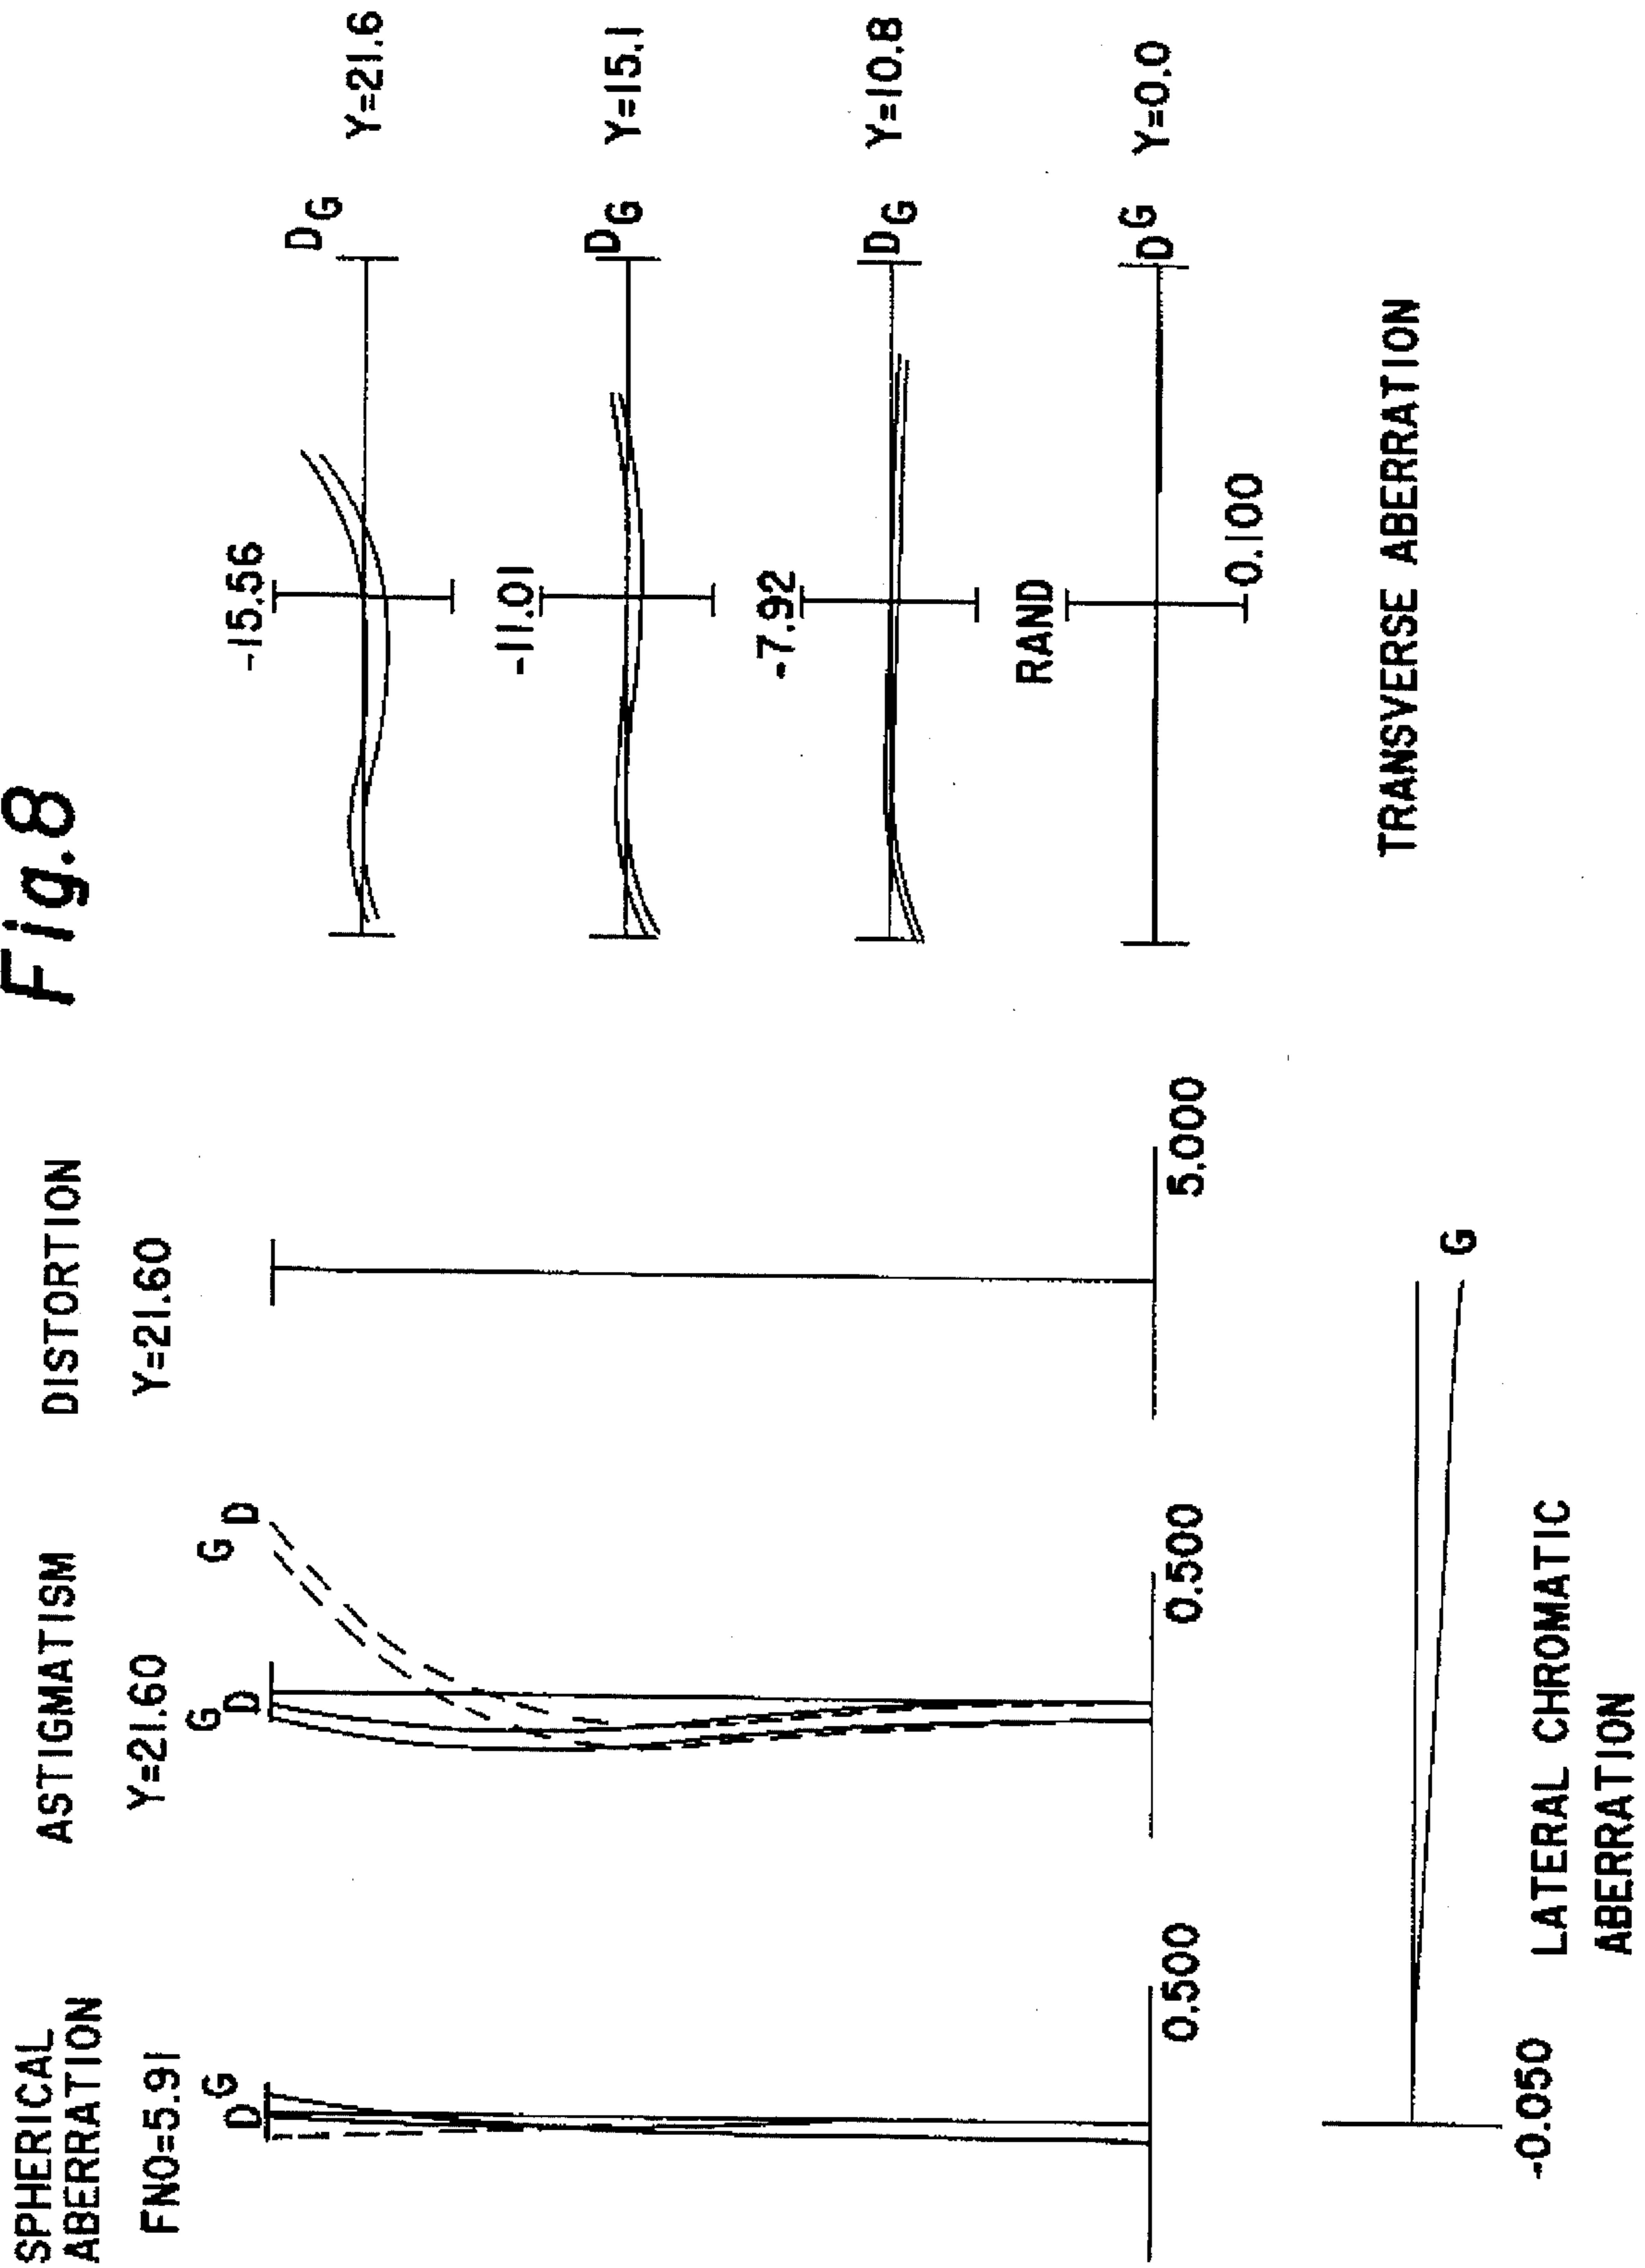 Fig.8
SPHERICAL
ABERRATION
FNO=5.91
D
G
0.500
ASTIGMATISM
Y=21.60
G
D
G
D
0.500
DISTORTION
Y=21.60
5.000
-15.56
D
G
Y=21.6
-11.01
D
G
Y=15.1
-7.92
D
G
Y=10.8
RAND
D
G
Y=0.0
0.100
TRANSVERSE ABERRATION
G
-0.050
LATERAL CHROMATIC
ABERRATION